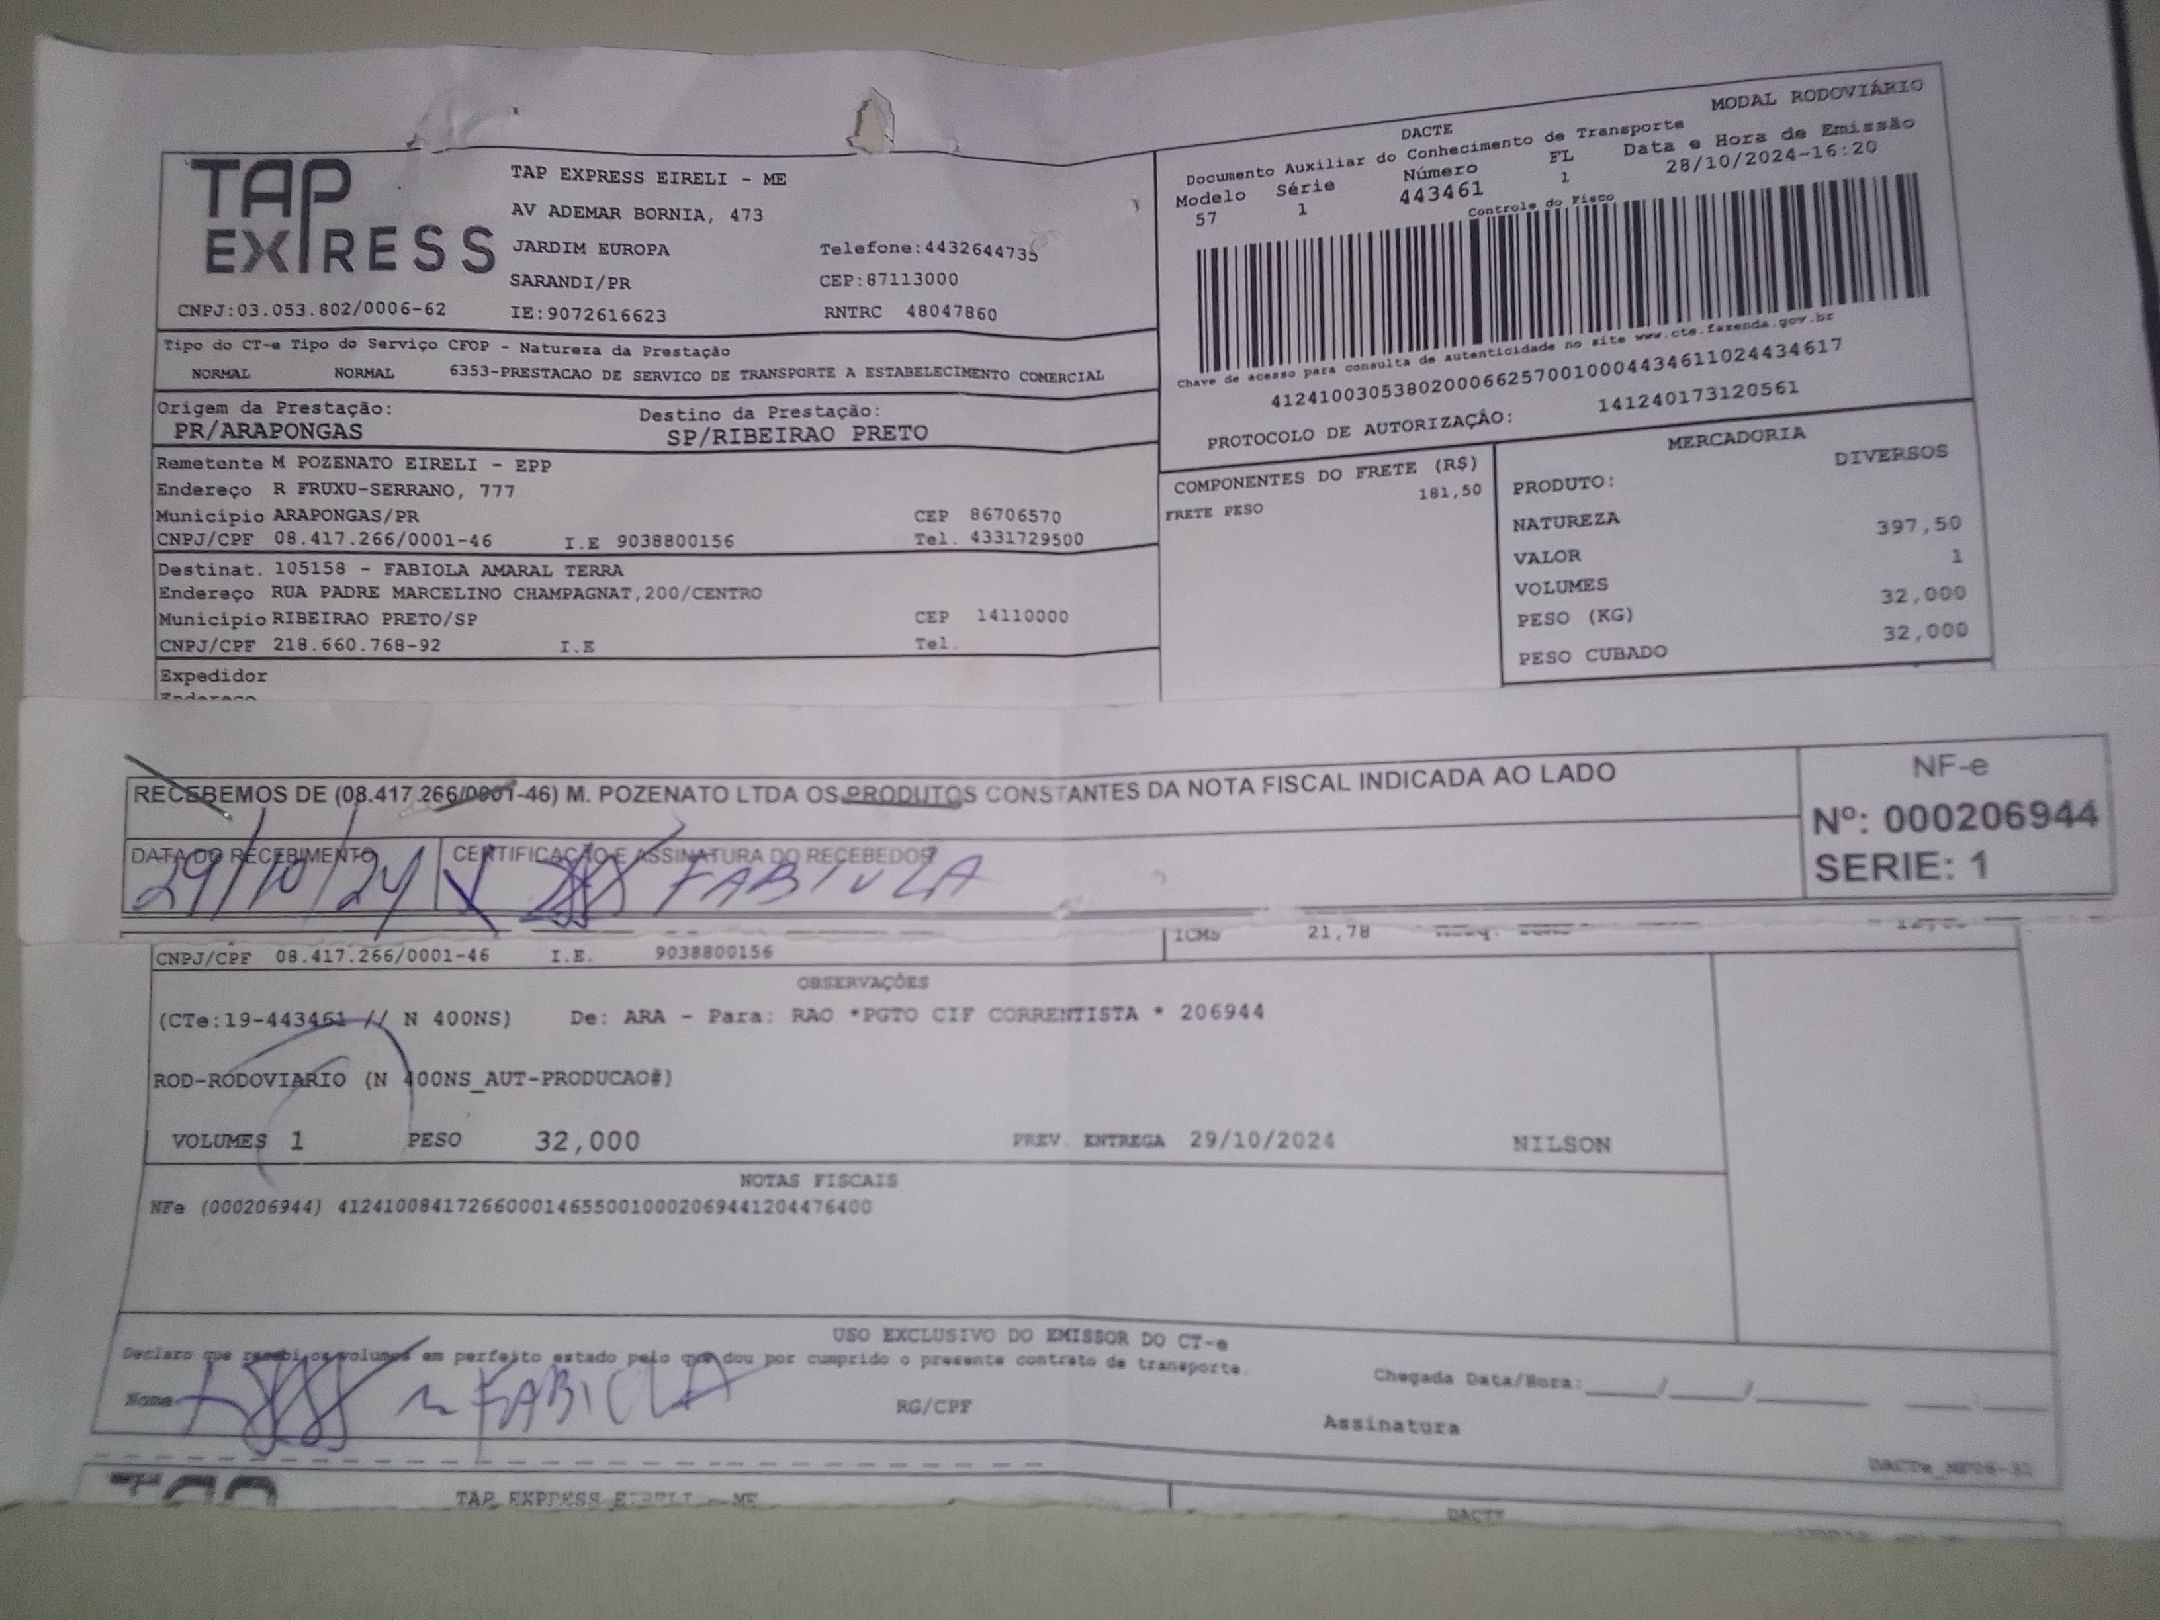 TAP EXPRESS
TAP EXPRESS EIRELI - ME
AV ADEMAR BORNIA, 473
JARDIM EUROPA Telefone:4432644735
SARANDI/PR CEP:87113000
CNPJ:03.053.802/0006-62 IE:9072616623 RNTRC 48047860
MODAL RODOVIÁRIO
DACTE
Documento Auxiliar do Conhecimento de Transporte
Modelo Série Número FL Data e Hora de Emissão
57 1 443461 1 28/10/2024-16:20
Controle do Fisco
Chave de acesso para consulta de autenticidade no site www.cte.fazenda.gov.br
41241003053802000662570010004434611024434617
PROTOCOLO DE AUTORIZAÇÃO: 141240173120561
Tipo do CT-e Tipo do Serviço CFOP - Natureza da Prestação
NORMAL NORMAL 6353-PRESTACAO DE SERVICO DE TRANSPORTE A ESTABELECIMENTO COMERCIAL
Origem da Prestação: Destino da Prestação:
PR/ARAPONGAS SP/RIBEIRAO PRETO
Remetente M POZENATO EIRELI - EPP
Endereço R FRUXU-SERRANO, 777
Município ARAPONGAS/PR CEP 86706570
CNPJ/CPF 08.417.266/0001-46 I.E 9038800156 Tel. 4331729500
Destinat. 105158 - FABIOLA AMARAL TERRA
Endereço RUA PADRE MARCELINO CHAMPAGNAT,200/CENTRO
Município RIBEIRAO PRETO/SP CEP 14110000
CNPJ/CPF 218.660.768-92 I.E Tel.
Expedidor
Endereço
COMPONENTES DO FRETE (R$)
FRETE PESO 181,50
MERCADORIA
PRODUTO: DIVERSOS
NATUREZA
VALOR 397,50
VOLUMES 1
PESO (KG) 32,000
PESO CUBADO 32,000
RECEBEMOS DE (08.417.266/0001-46) M. POZENATO LTDA OS PRODUTOS CONSTANTES DA NOTA FISCAL INDICADA AO LADO
DATA DO RECEBIMENTO CERTIFICAÇÃO E ASSINATURA DO RECEBEDOR
29/10/24 FABIULA
NF-e
Nº: 000206944
SERIE: 1
ICMS 21,78
CNPJ/CPF 08.417.266/0001-46 I.E. 9038800156
OBSERVAÇÕES
(CTe:19-443461 // N 400NS) De: ARA - Para: RAO *PGTO CIF CORRENTISTA * 206944
ROD-RODOVIARIO (N 400NS_AUT-PRODUCAO#)
VOLUMES 1 PESO 32,000 PREV. ENTREGA 29/10/2024 NILSON
NOTAS FISCAIS
NFe (000206944) 41241008417266000146550010002069441204476400
USO EXCLUSIVO DO EMISSOR DO CT-e
Declaro que recebi os volumes em perfeito estado pelo que dou por cumprido o presente contrato de transporte.
Chegada Data/Hora:____/____/______ ____:____
Nome FABIOLA RG/CPF Assinatura
TAP EXPRESS EIRELI - ME
DACTE